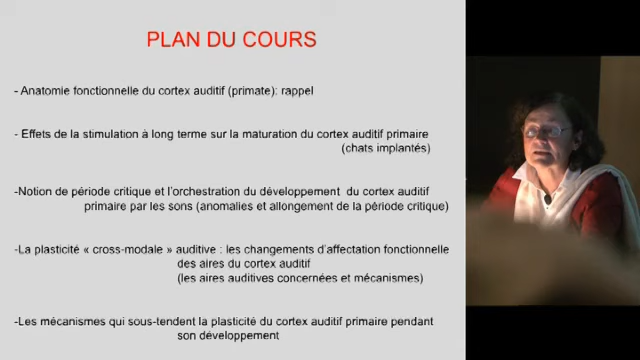 PLAN DU COURS
- Anatomie fonctionnelle du cortex auditif (primate): rappel
- Effets de la stimulation à long terme sur la maturation du cortex auditif primaire
(chats implantés)
-Notion de période critique et l'orchestration du développement du cortex auditif
primaire par les sons (anomalies et allongement de la période critique)
-La plasticité « cross-modale » auditive : les changements d'affectation fonctionnelle
des aires du cortex auditif
(les aires auditives concernées et mécanismes)
-Les mécanismes qui sous-tendent la plasticité du cortex auditif primaire pendant
son développement